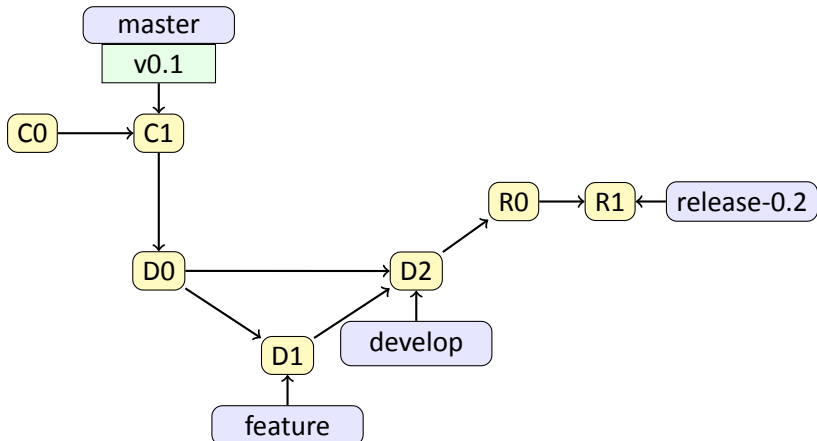 master
v0.1
C0
C1
R0
R1
release-0.2
D0
D2
develop
D1
feature